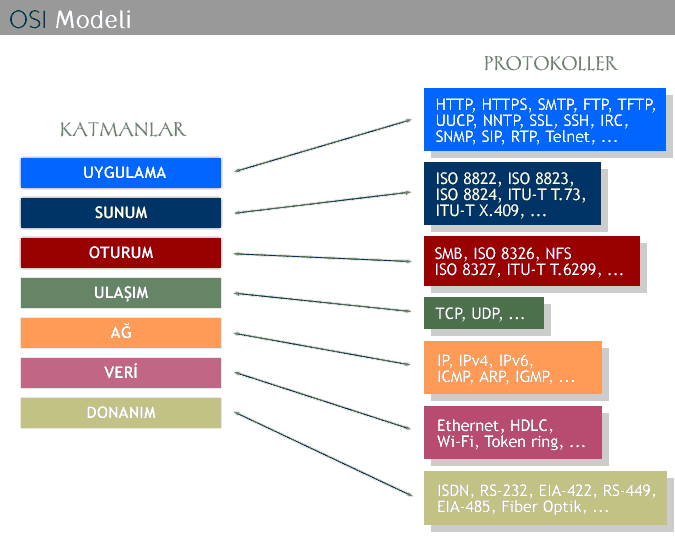 OSI Modeli
PROTOKOLLER
KATMANLAR
HTTP, HTTPS, SMTP, FTP, TFTP,
UUCP, NNTP, SSL, SSH, IRC,
SNMP, SIP, RTP, Telnet, ...
UYGULAMA
ISO 8822, ISO 8823,
ISO 8824, ITU-T T.73,
ITU-T X.409, ...
SUNUM
SMB, ISO 8326, NFS
ISO 8327, ITU-T T.6299, ...
OTURUM
TCP, UDP, ...
ULAŞIM
IP, IPv4, IPv6,
ICMP, ARP, IGMP, ...
AĞ
Ethernet, HDLC,
Wi-Fi, Token ring, ...
VERİ
ISDN, RS-232, EIA-422, RS-449,
EIA-485, Fiber Optik, ...
DONANIM